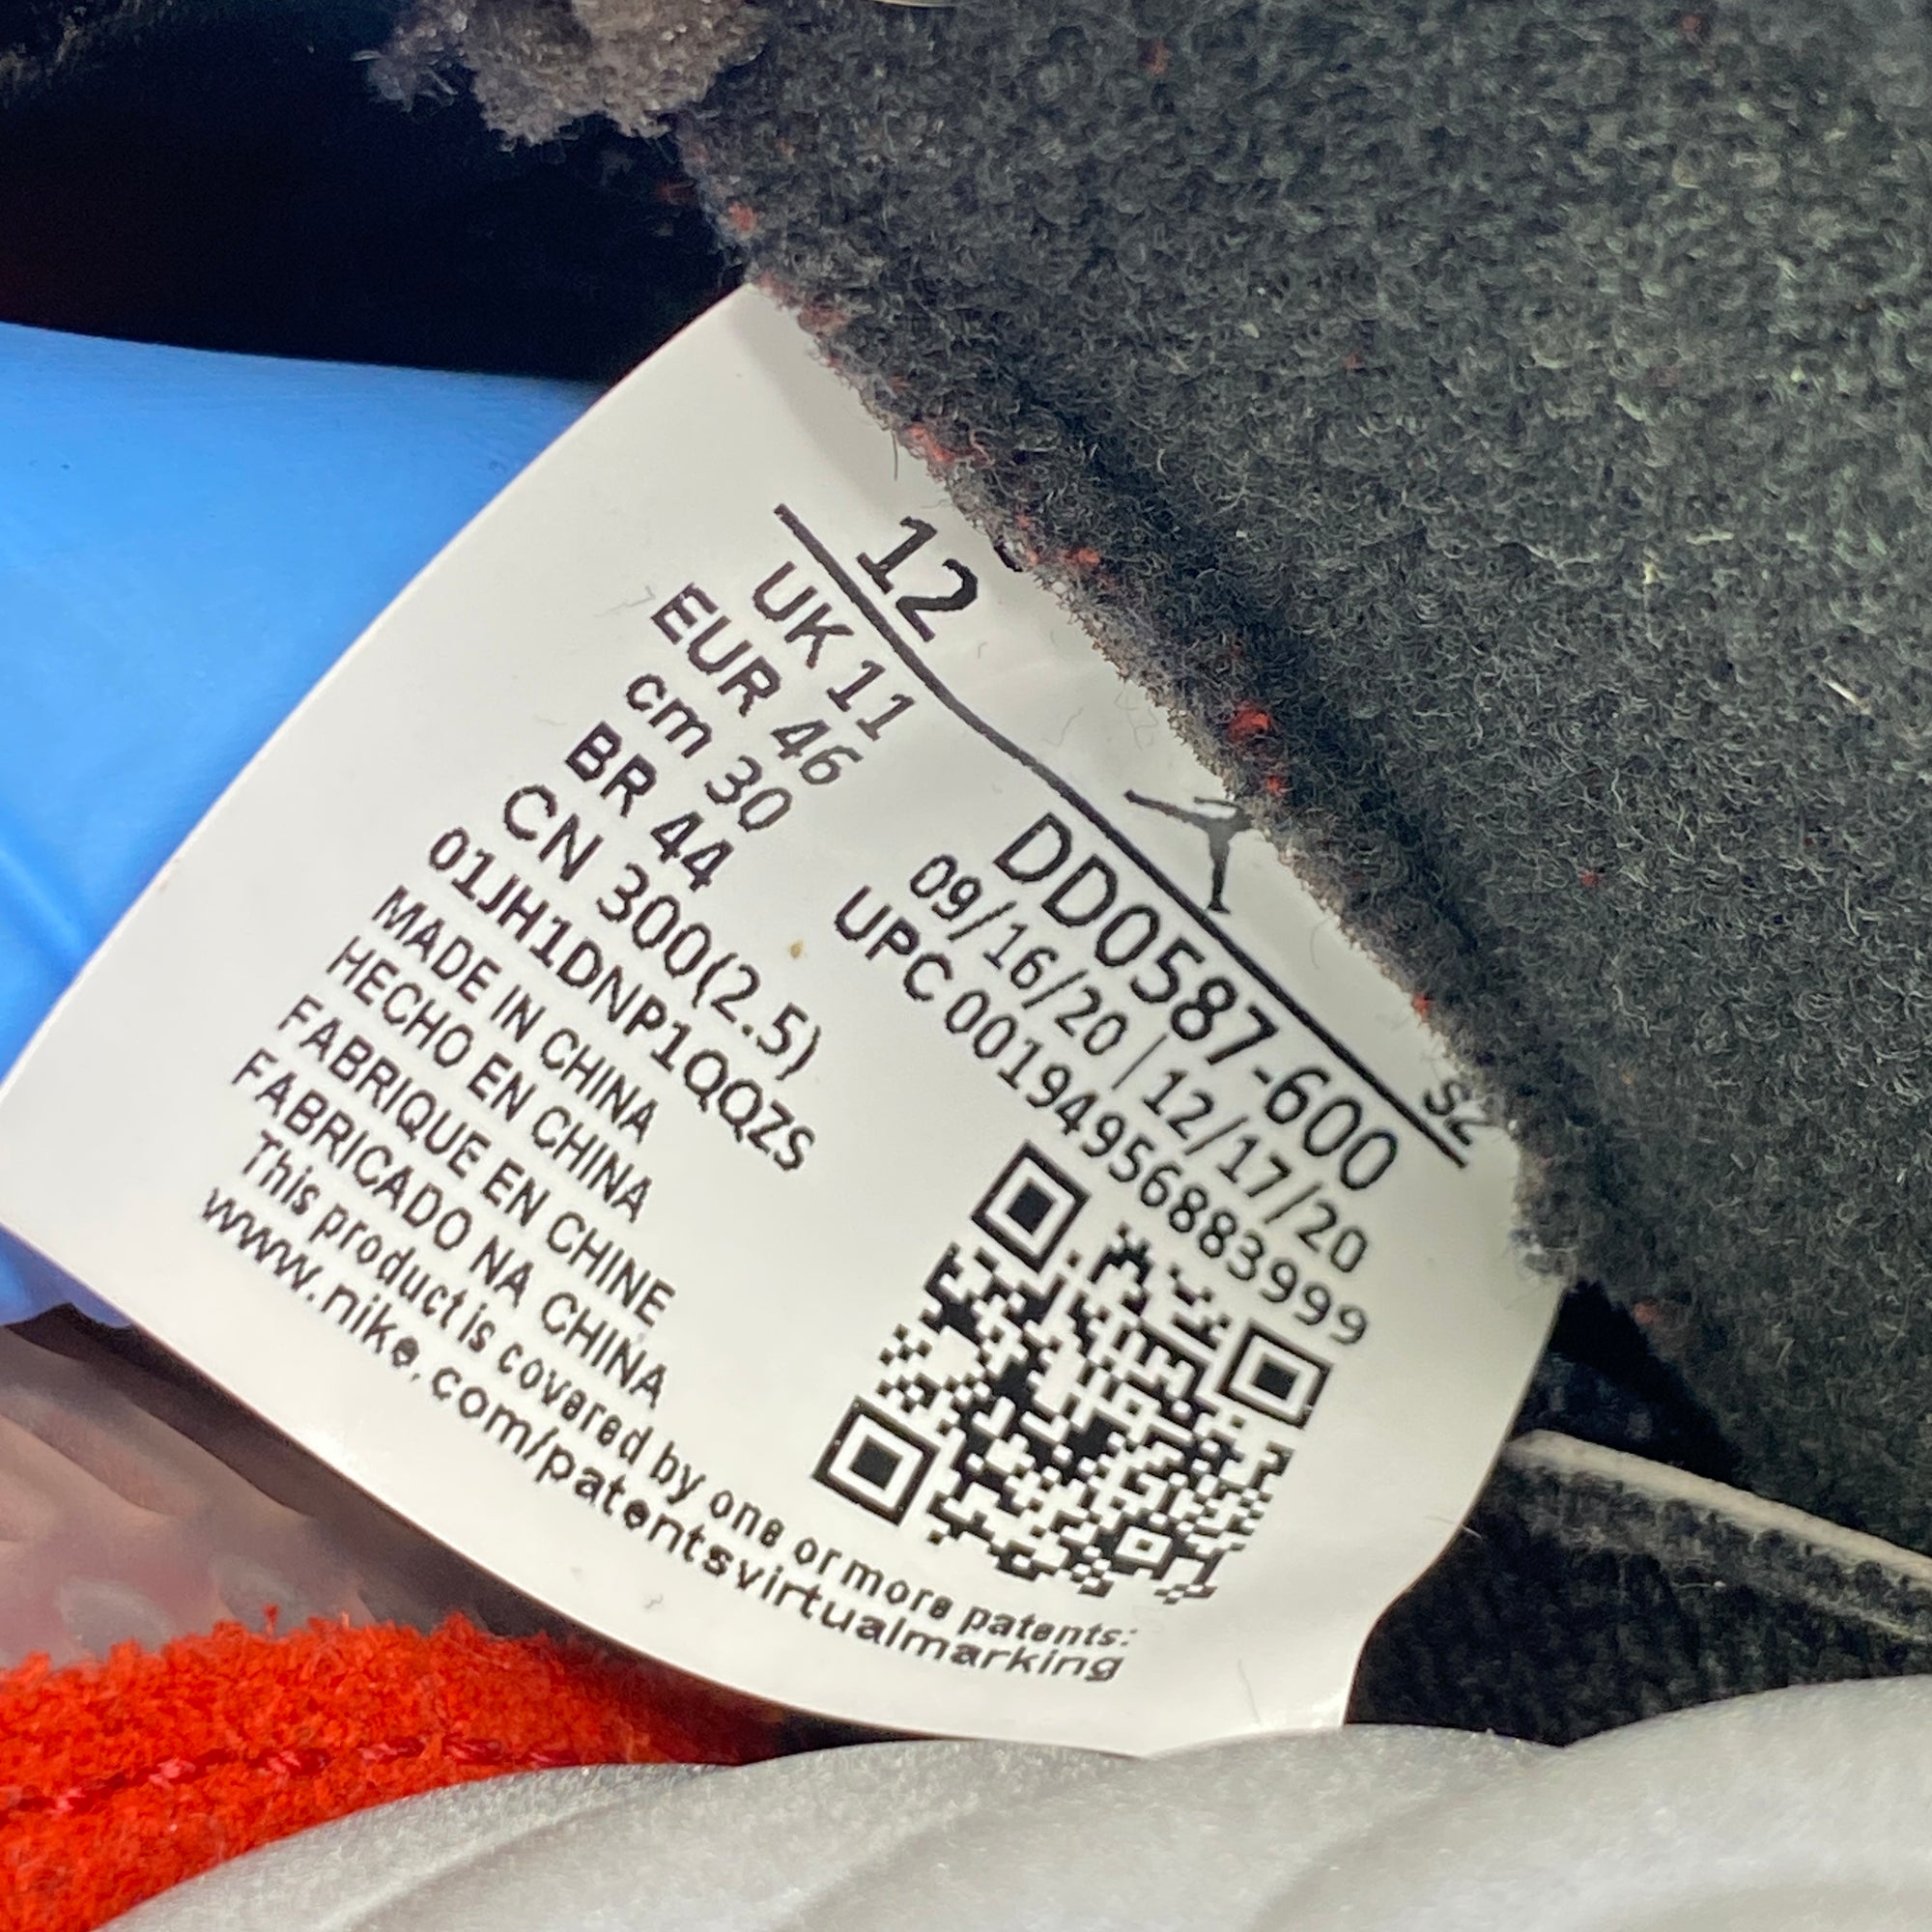 12
SZ
UK 11
EUR 46
cm 30
BR 44
CN 300(2.5)
DD0587-600
09/16/20 | 12/17/20
UPC 00194956883999
01JH1DNP1QQZS
MADE IN CHINA
HECHO EN CHINA
FABRIQUE EN CHINE
FABRICADO NA CHINA
This product is covered by one or more patents:
www.nike.com/patentsvirtualmarking